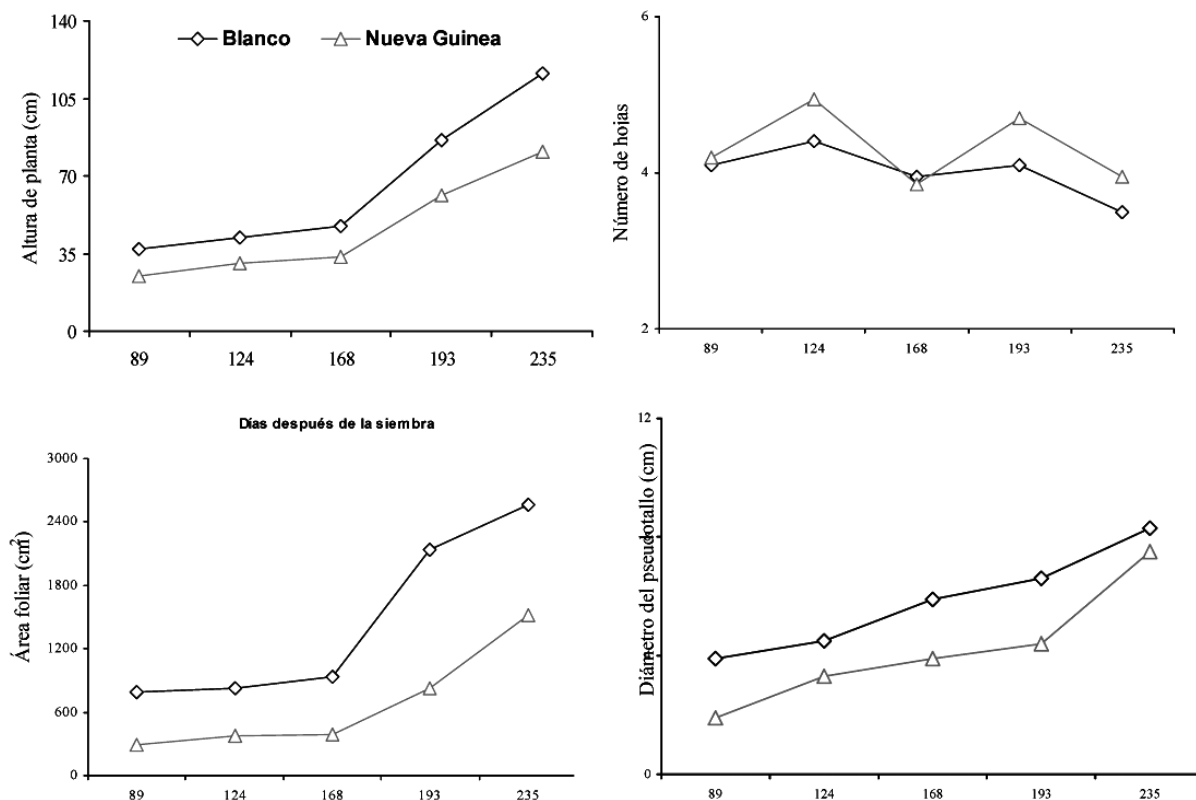 140
105
70
35
0
Altura de planta (cm)
Blanco
Nueva Guinea
89 124 168 193 235
6
4
2
Número de hojas
89 124 168 193 235
Días después de la siembra
3000
2400
1800
1200
600
0
Área foliar (cm²)
89 124 168 193 235
12
0
Diámetro del pseudotallo (cm)
89 124 168 193 235